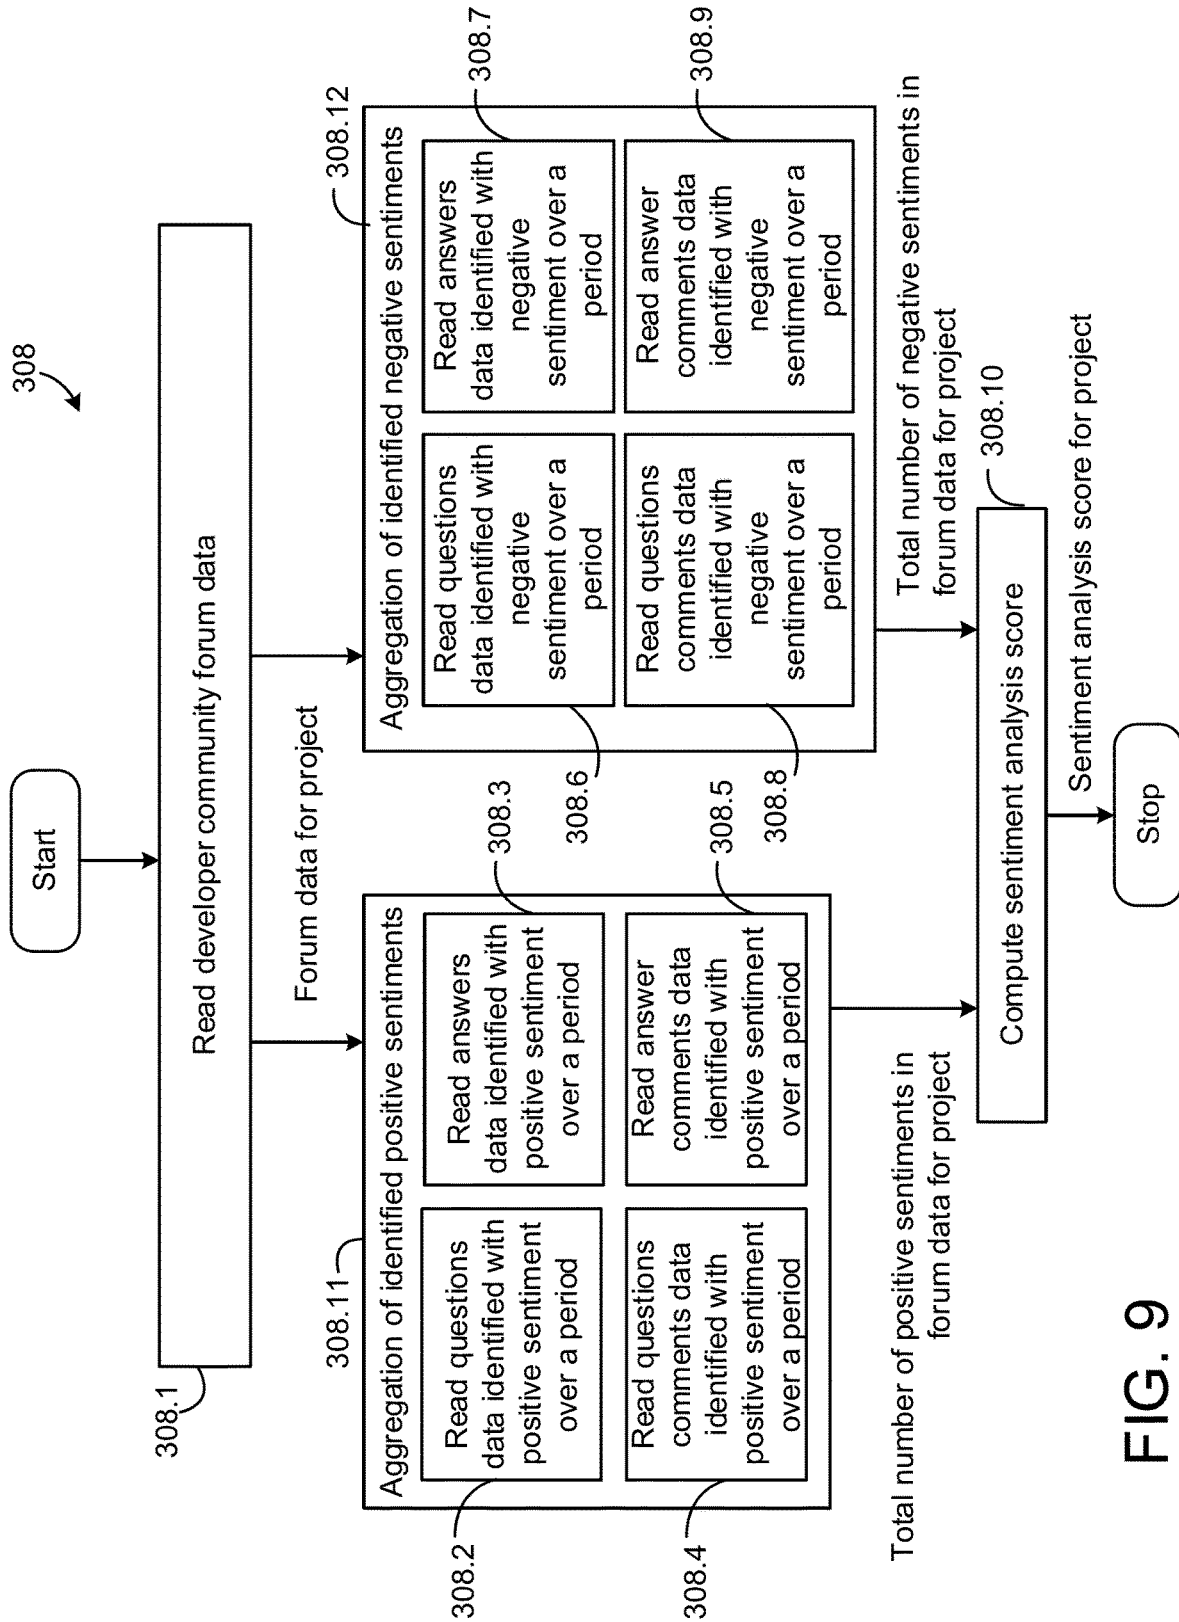 308
Start
308.1
Read developer community forum data
Forum data for project
308.11
Aggregation of identified positive sentiments
308.2
Read questions
data identified with
positive sentiment
over a period
308.3
Read answers
data identified with
positive sentiment
over a period
308.4
Read questions
comments data
identified with
positive sentiment
over a period
308.5
Read answer
comments data
identified with
positive sentiment
over a period
308.12
Aggregation of identified negative sentiments
308.6
Read questions
data identified with
negative
sentiment over a
period
308.7
Read answers
data identified with
negative
sentiment over a
period
308.8
Read questions
comments data
identified with
negative
sentiment over a
period
308.9
Read answer
comments data
identified with
negative
sentiment over a
period
Total number of positive sentiments in
forum data for project
Total number of negative sentiments in
forum data for project
308.10
Compute sentiment analysis score
Sentiment analysis score for project
Stop
FIG. 9